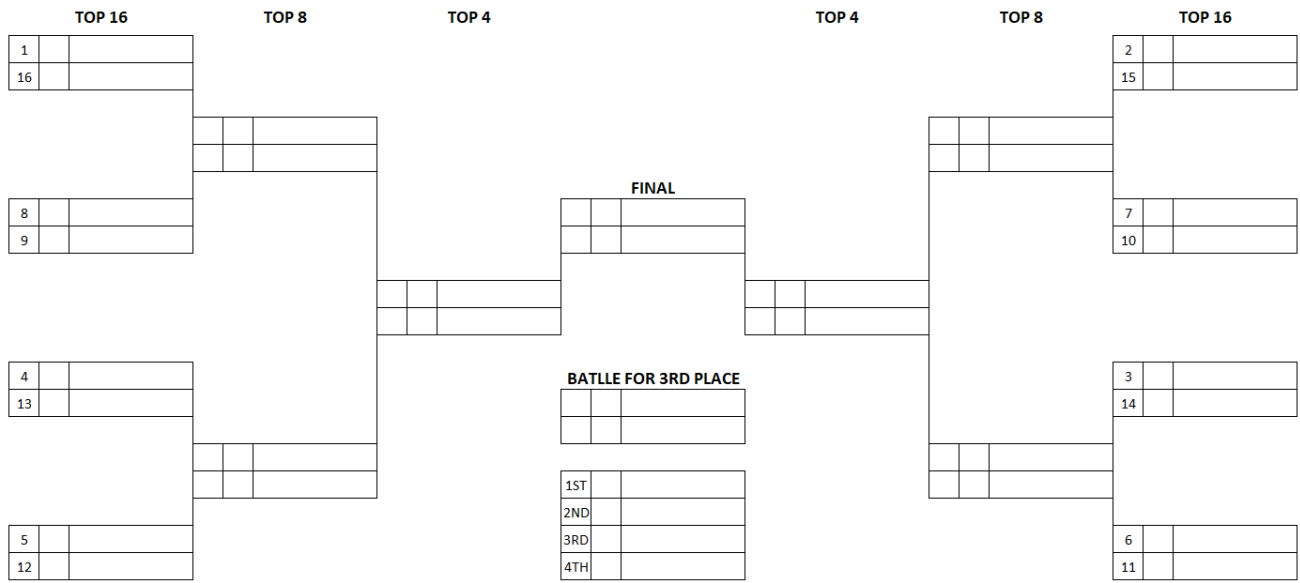 TOP 16 TOP 8 TOP 4 TOP 4 TOP 8 TOP 16
1 2
16 15
FINAL
8 7
9 10
4 3
BATLLE FOR 3RD PLACE
13 14
1ST
2ND
5 3RD 6
12 4TH 11